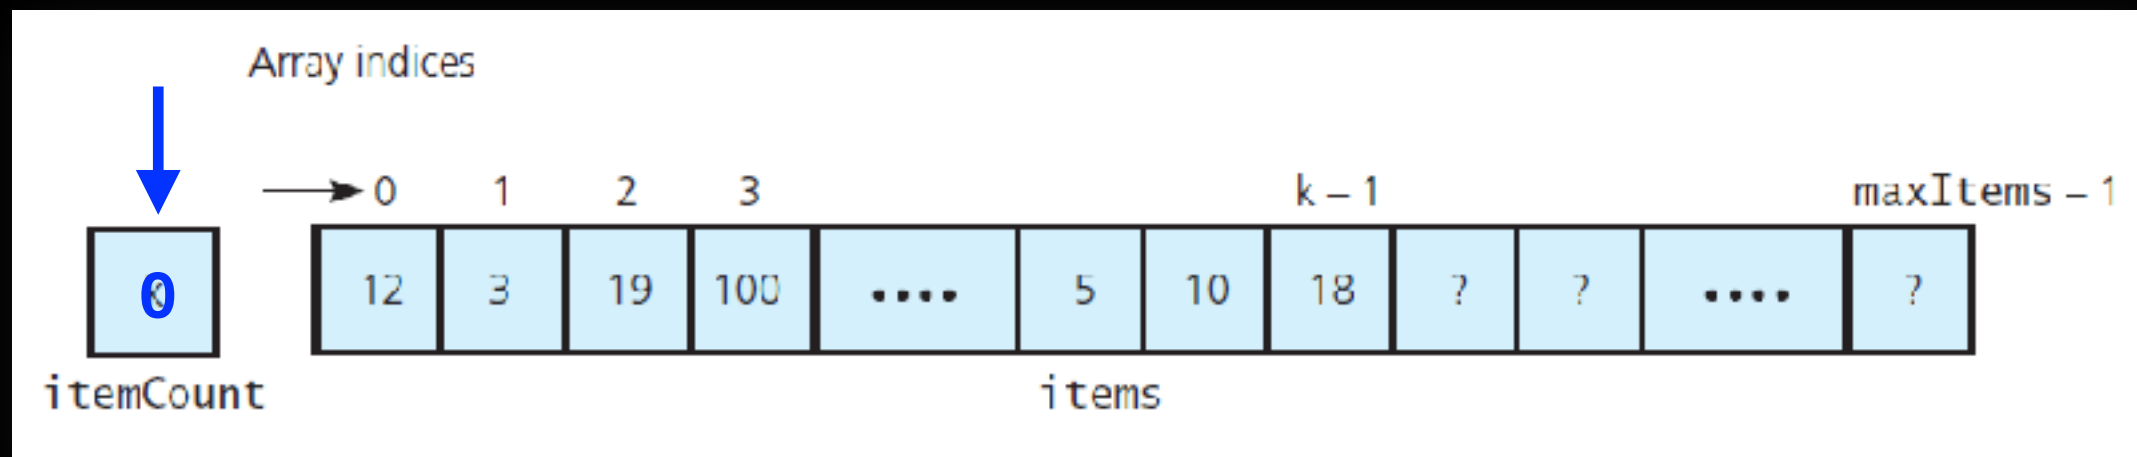 Array indices
0 1 2 3 k – 1 maxItems – 1
0 12 3 19 100 .... 5 10 18 ? ? .... ?
itemCount items